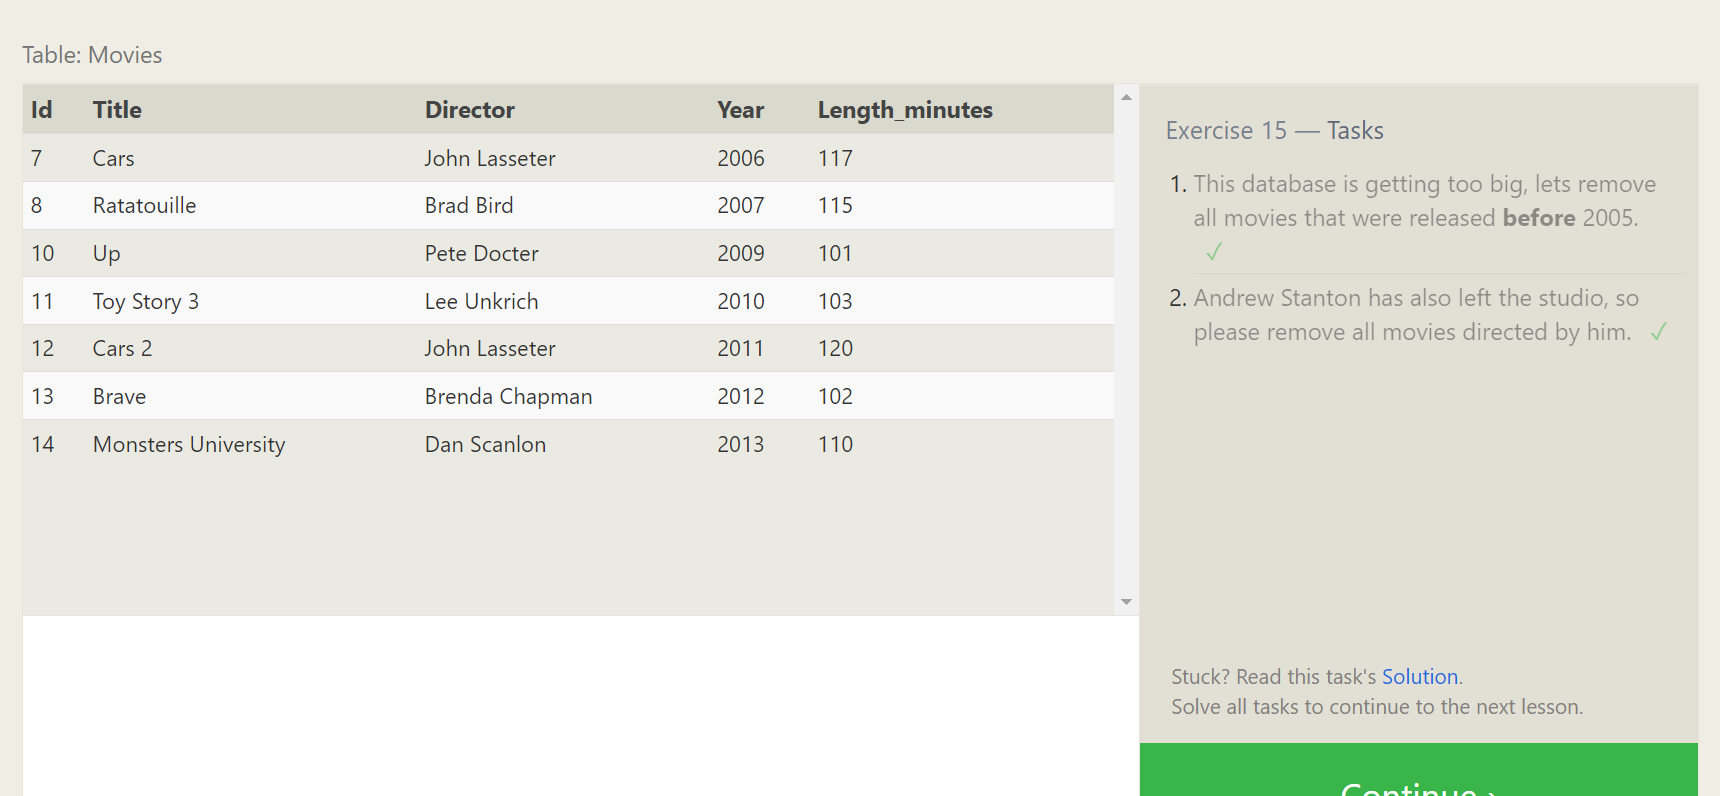 Table: Movies
Id Title Director Year Length_minutes
7 Cars John Lasseter 2006 117
8 Ratatouille Brad Bird 2007 115
10 Up Pete Docter 2009 101
11 Toy Story 3 Lee Unkrich 2010 103
12 Cars 2 John Lasseter 2011 120
13 Brave Brenda Chapman 2012 102
14 Monsters University Dan Scanlon 2013 110
Exercise 15 — Tasks
1. This database is getting too big, lets remove
all movies that were released before 2005.
✓
2. Andrew Stanton has also left the studio, so
please remove all movies directed by him. ✓
Stuck? Read this task's Solution.
Solve all tasks to continue to the next lesson.
Continue ›